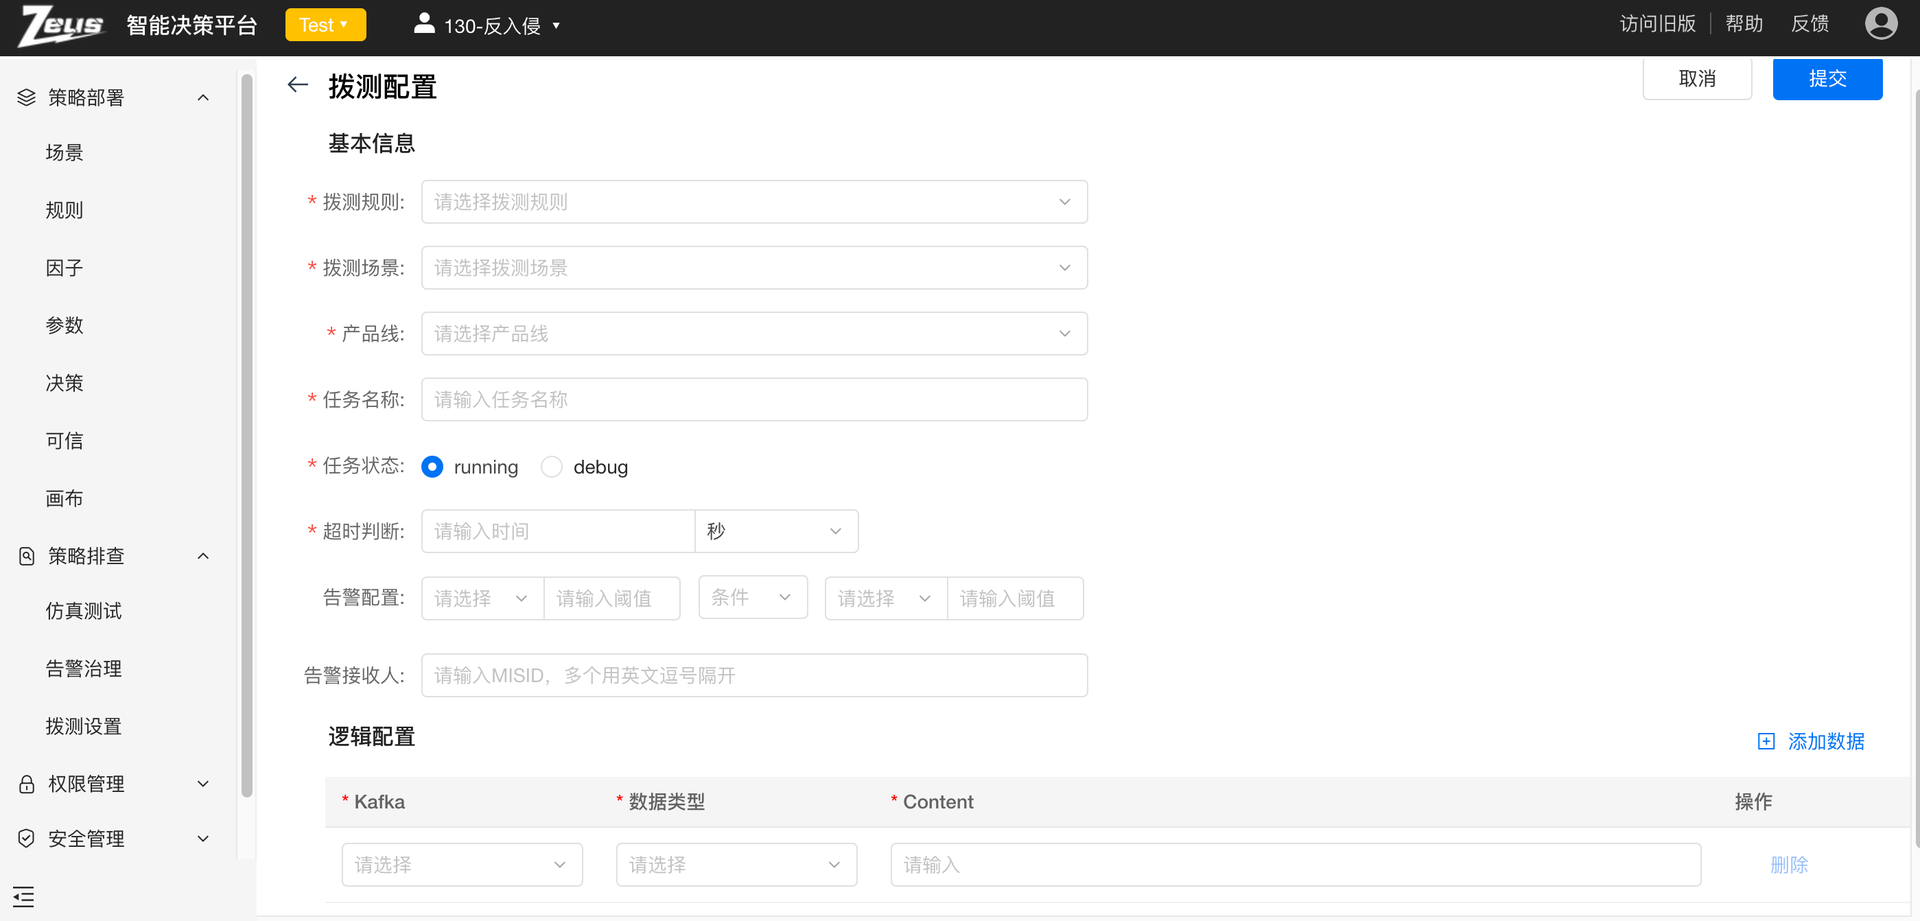 Zeus 智能决策平台 Test 130-反入侵 访问旧版 帮助 反馈
策略部署
场景
规则
因子
参数
决策
可信
画布
策略排查
仿真测试
告警治理
拨测设置
权限管理
安全管理
拨测配置 取消 提交
基本信息
* 拨测规则: 请选择拨测规则
* 拨测场景: 请选择拨测场景
* 产品线: 请选择产品线
* 任务名称: 请输入任务名称
* 任务状态: running debug
* 超时判断: 请输入时间 秒
告警配置: 请选择 请输入阈值 条件 请选择 请输入阈值
告警接收人: 请输入MISID，多个用英文逗号隔开
逻辑配置 添加数据
* Kafka * 数据类型 * Content 操作
请选择 请选择 请输入 删除